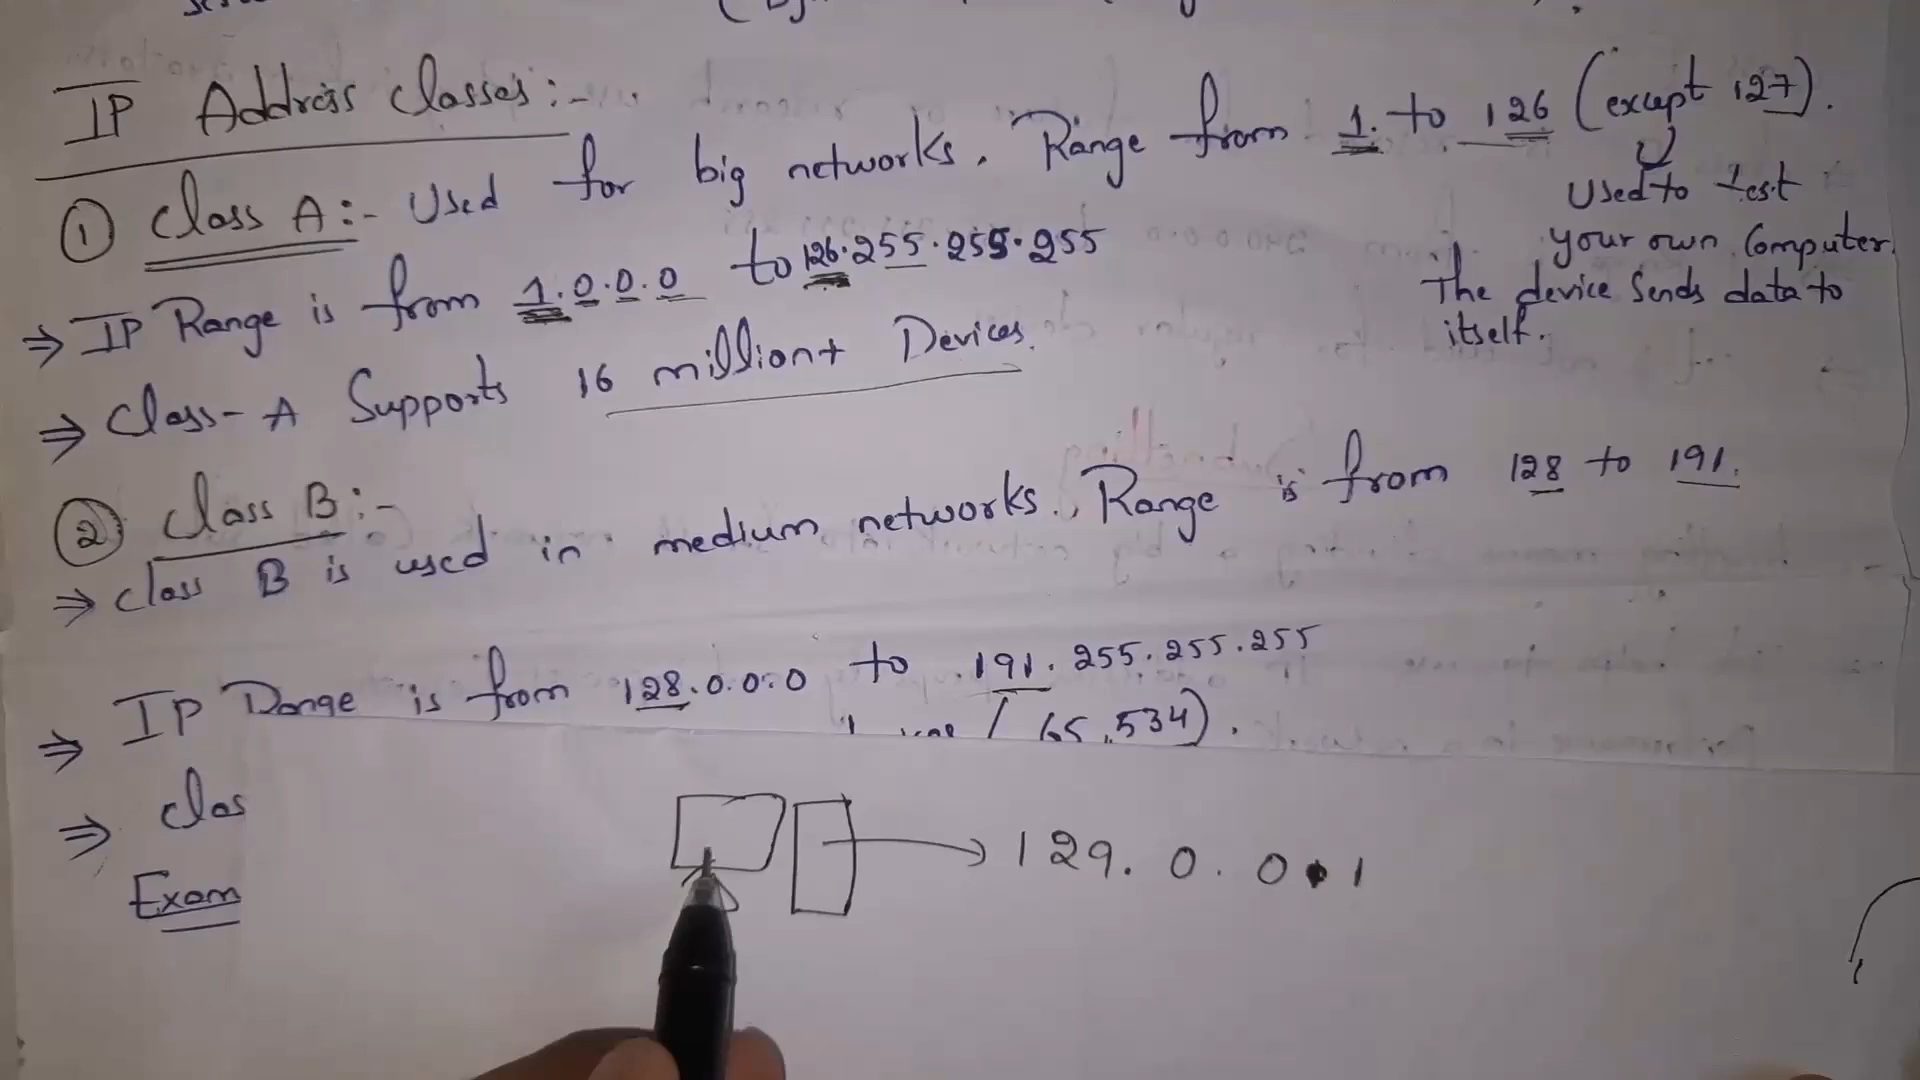 IP Address Classes :-
① Class A :- Used for big networks. Range from 1. to 126 (except 127).
Used to test
your own Computer.
The device Sends data to
itself.
⇒ IP Range is from 1.0.0.0 to 126.255.255.255
⇒ Class-A Supports 16 million+ Devices.
② Class B :-
⇒ Class B is used in medium networks. Range is from 128 to 191.
⇒ IP Range is from 128.0.0.0 to 191.255.255.255
65,534).
⇒ clas
Exam
129.0.0.1